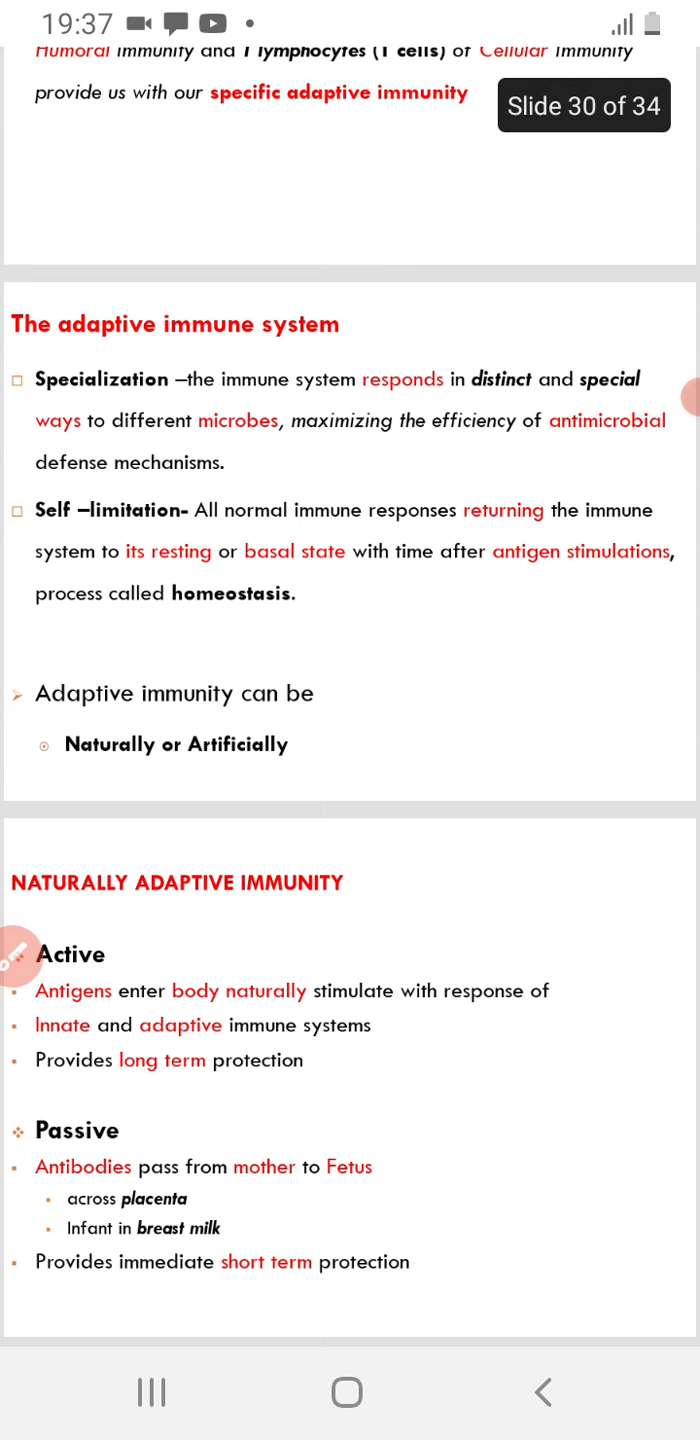 19:37
Slide 30 of 34
Humoral immunity and T lymphocytes (T cells) of Cellular immunity
provide us with our specific adaptive immunity
The adaptive immune system
Specialization –the immune system responds in distinct and special
ways to different microbes, maximizing the efficiency of antimicrobial
defense mechanisms.
Self –limitation- All normal immune responses returning the immune
system to its resting or basal state with time after antigen stimulations,
process called homeostasis.
Adaptive immunity can be
Naturally or Artificially
NATURALLY ADAPTIVE IMMUNITY
Active
Antigens enter body naturally stimulate with response of
Innate and adaptive immune systems
Provides long term protection
Passive
Antibodies pass from mother to Fetus
across placenta
Infant in breast milk
Provides immediate short term protection